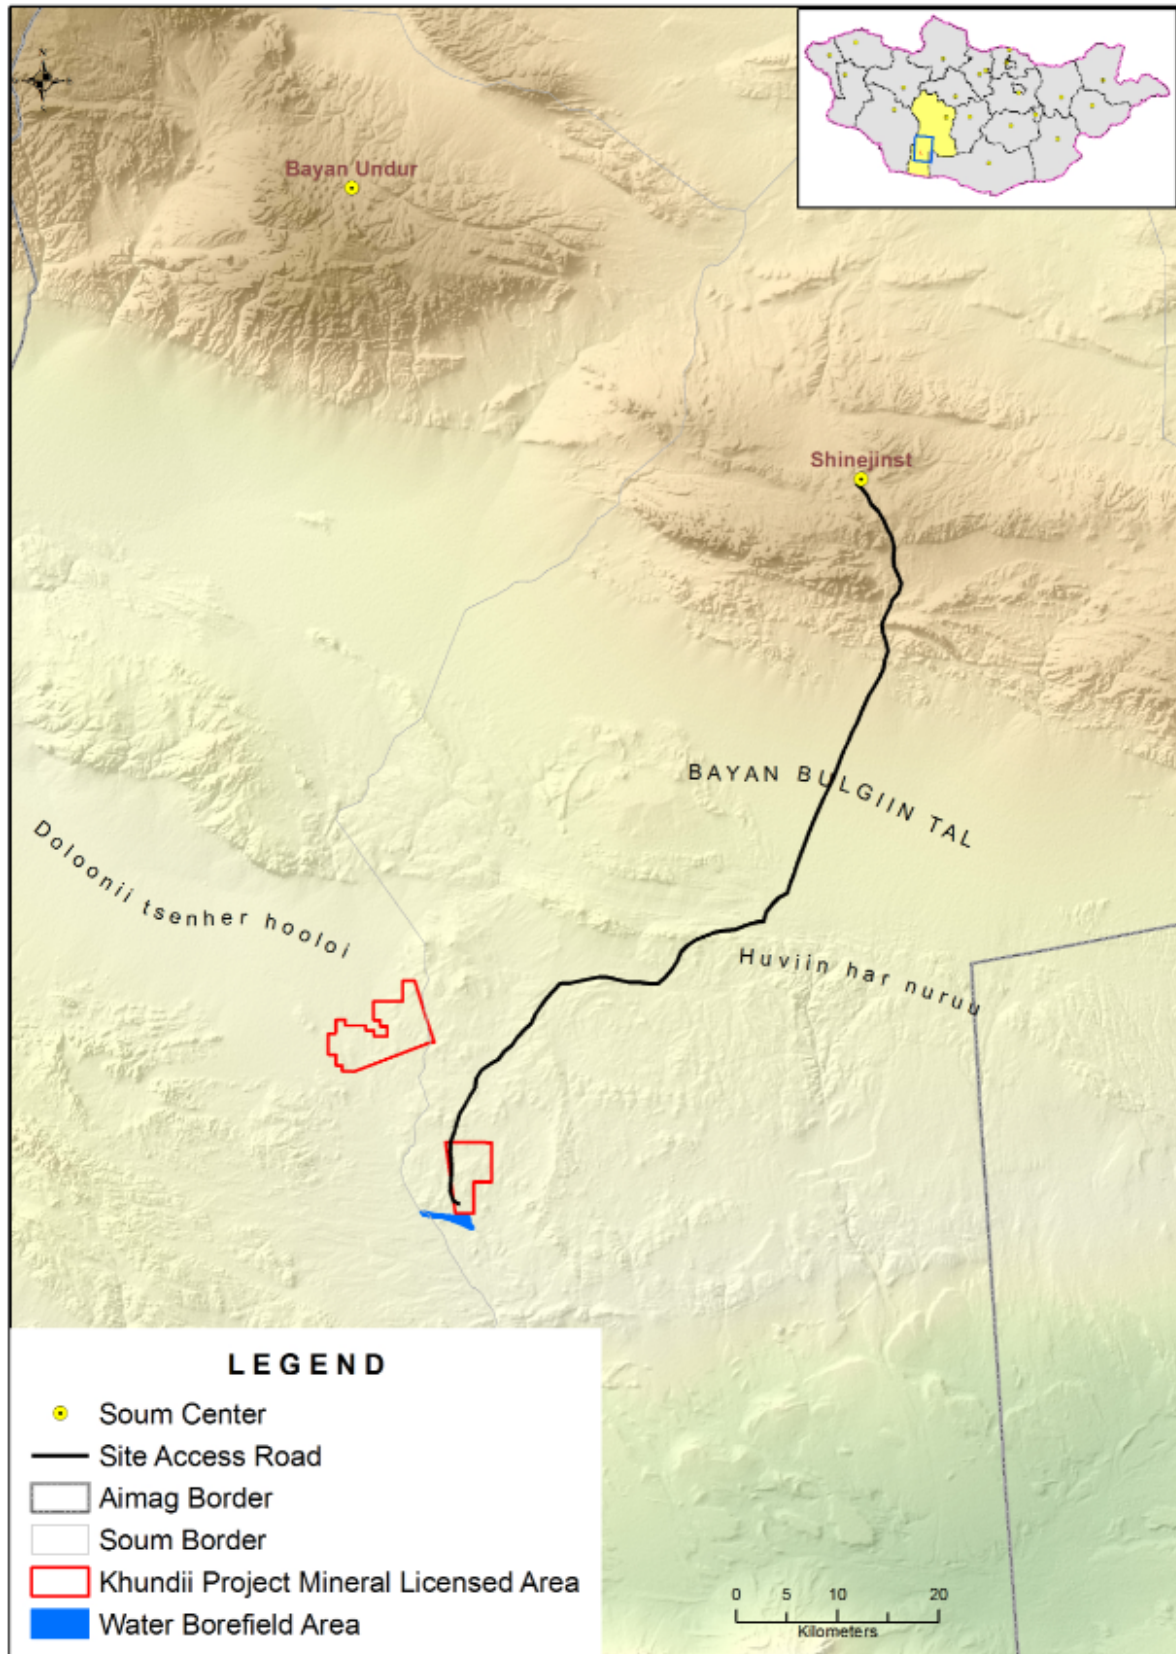 N
Bayan Undur
Shinejinst
BAYAN BULGIIN TAL
Doloonii tsenher hooloi
Huviin har nuruu
LEGEND
Soum Center
Site Access Road
Aimag Border
Soum Border
Khundii Project Mineral Licensed Area
Water Borefield Area
0 5 10 20
Kilometers